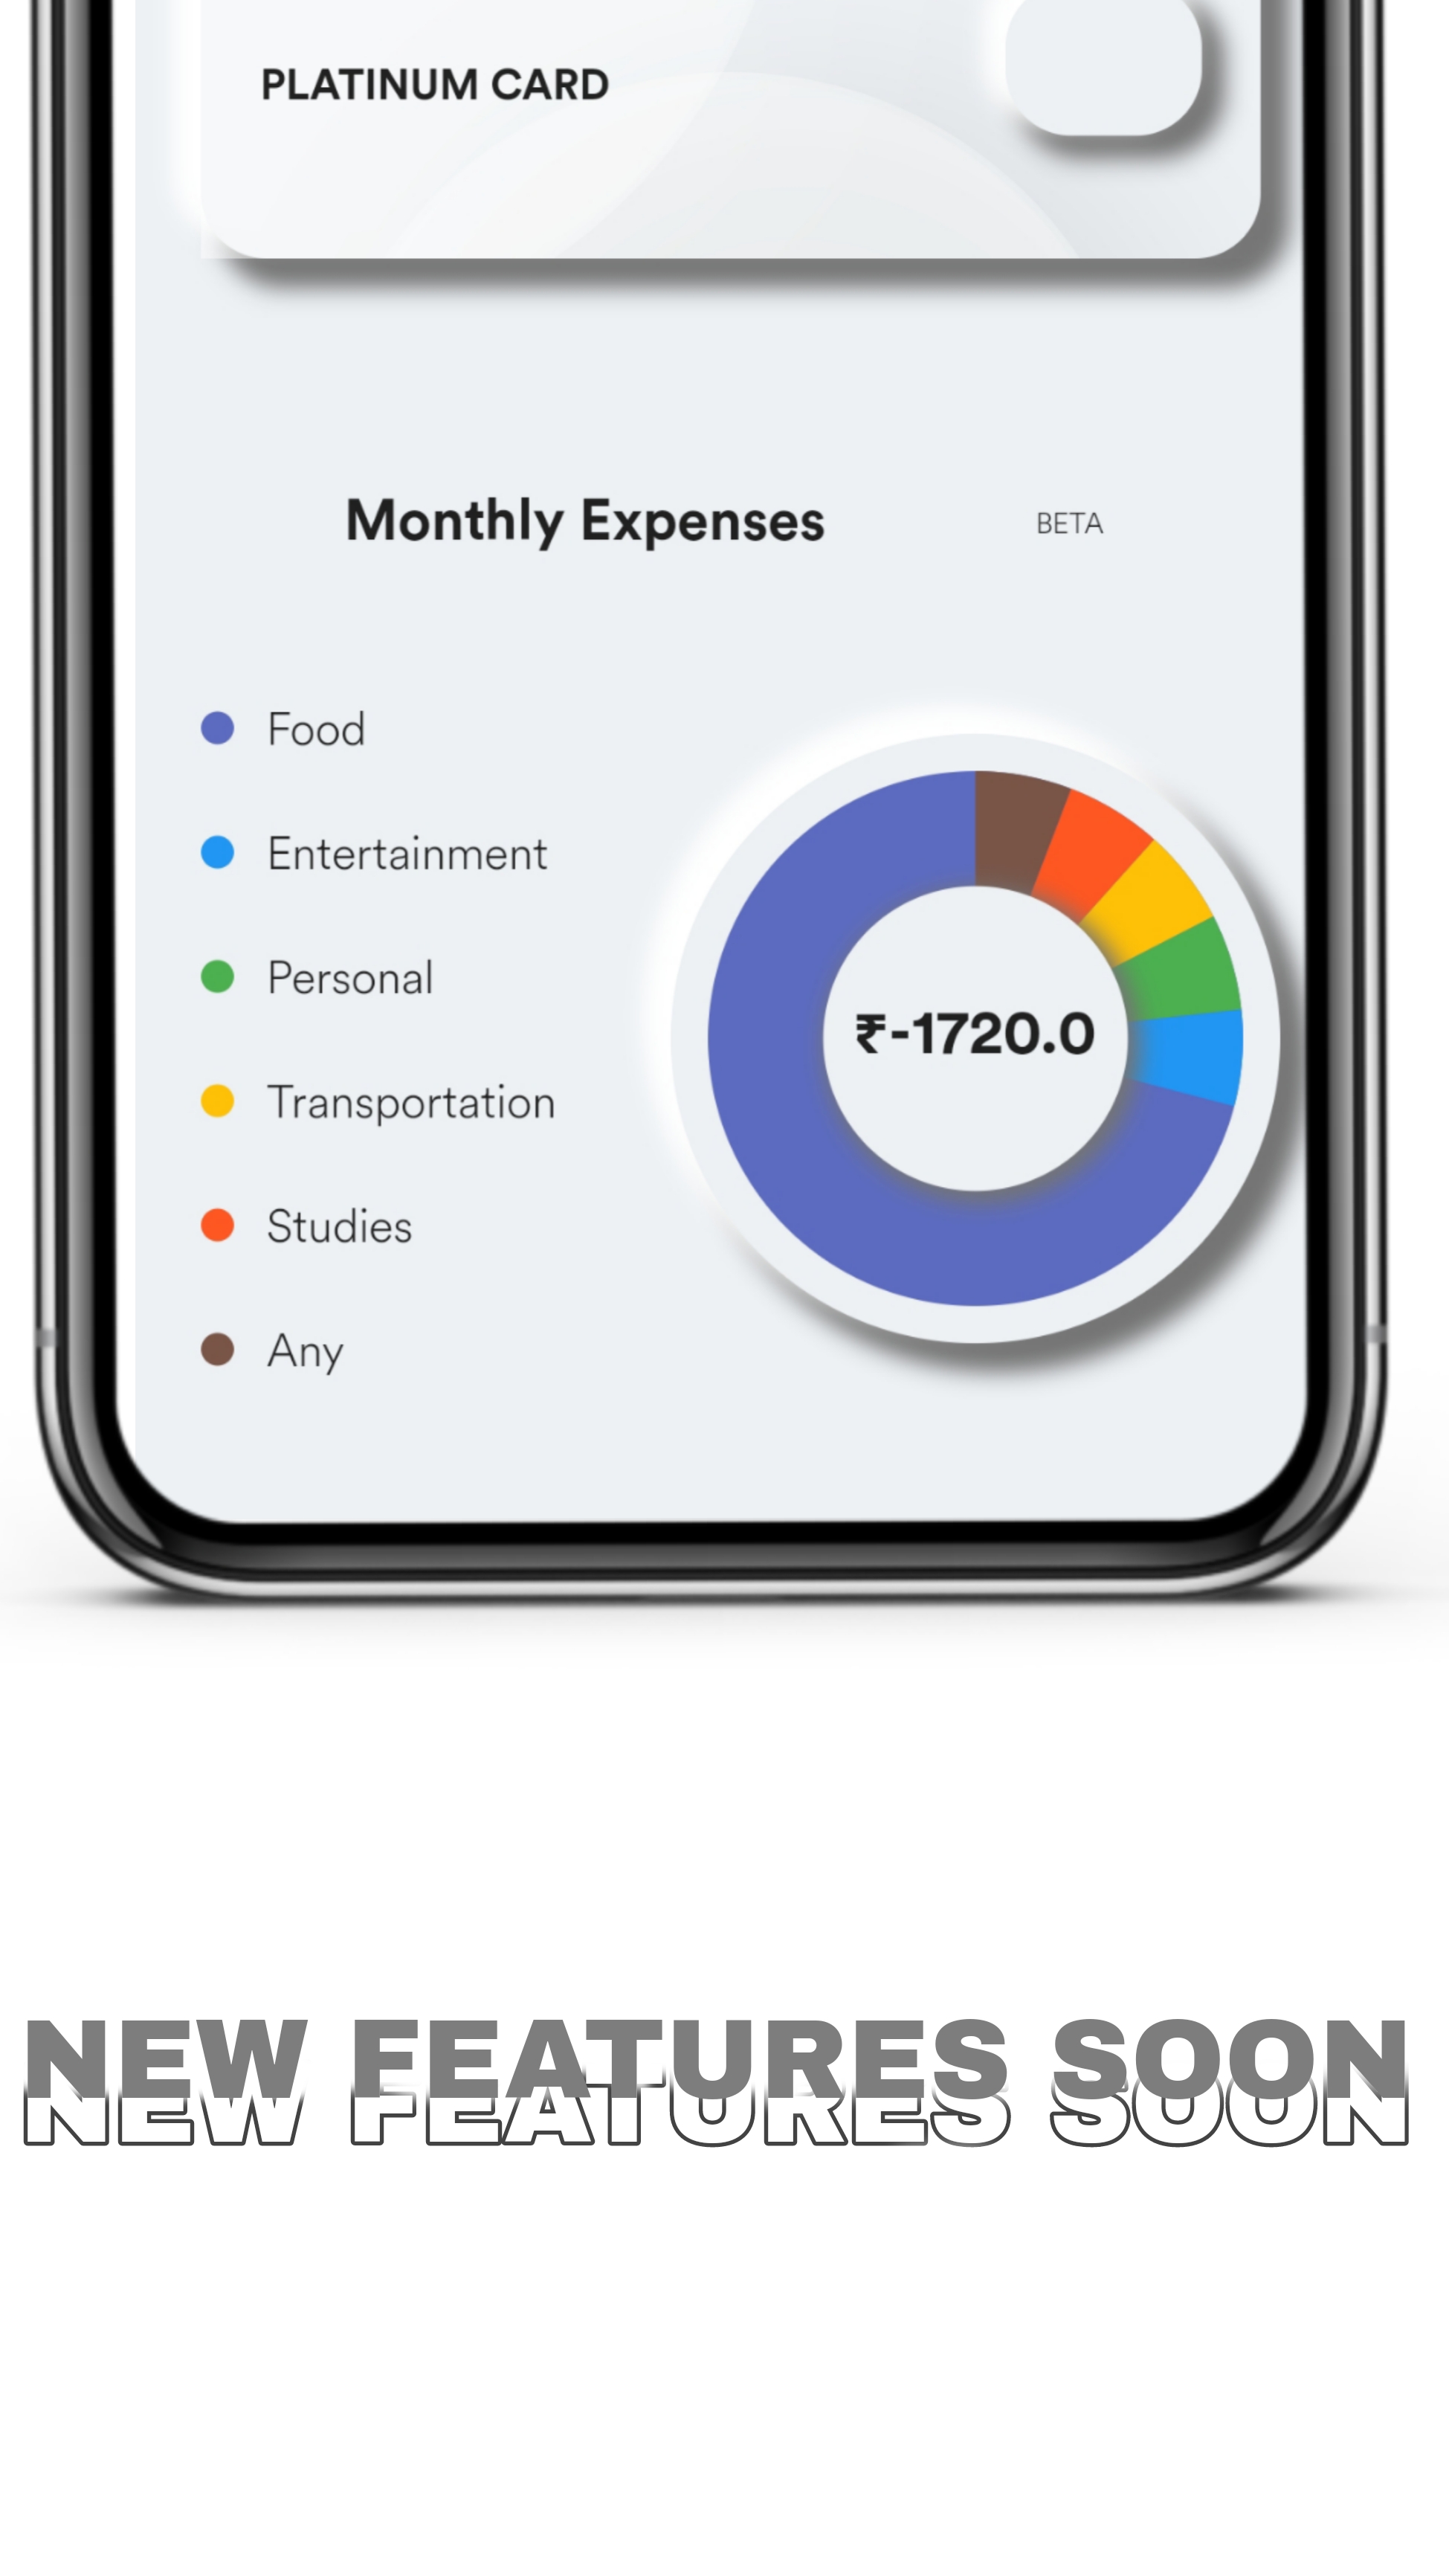 PLATINUM CARD
Monthly Expenses BETA
Food
Entertainment
Personal
Transportation
Studies
Any
₹-1720.0
NEW FEATURES SOON
NEW FEATURES SOON